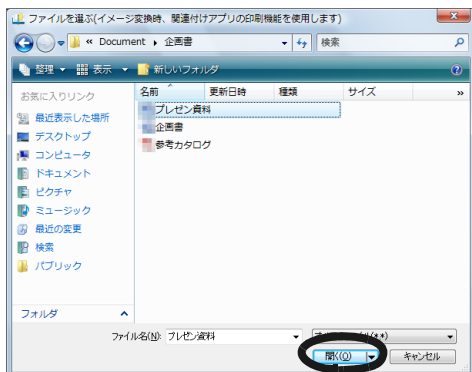 ファイルを選ぶ(イメージ変換時、関連付けアプリの印刷機能を使用します)
« Document 企画書
検索
整理 表示 新しいフォルダ
お気に入りリンク
最近表示した場所
デスクトップ
コンピュータ
ドキュメント
ピクチャ
ミュージック
最近の変更
検索
パブリック
フォルダ
名前 更新日時 種類 サイズ »
プレゼン資料
企画書
参考カタログ
ファイル名(N): プレゼン資料
開く(O) キャンセル